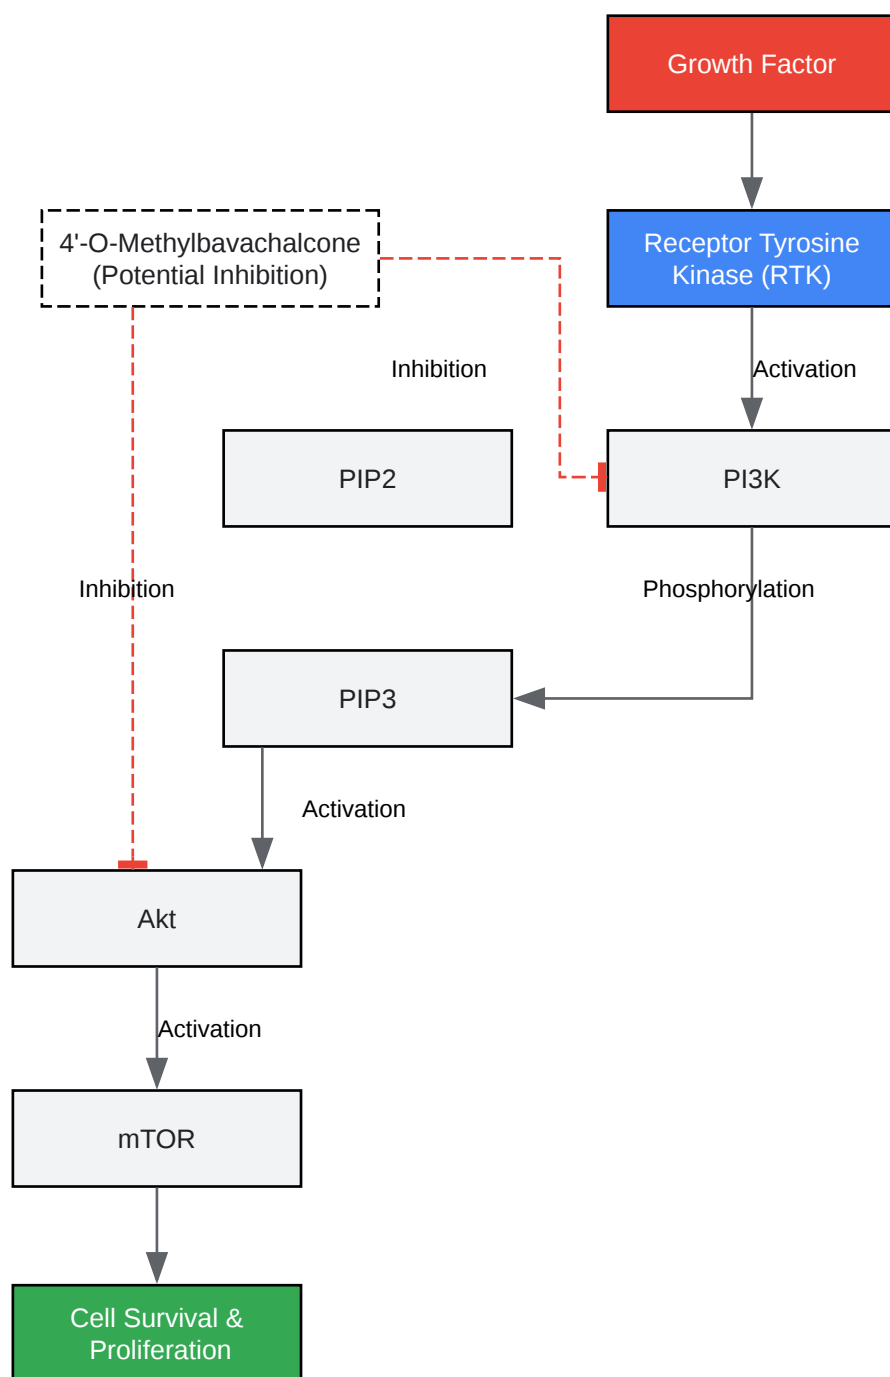 Growth Factor
4'-O-Methylbavachalcone
(Potential Inhibition)
Receptor Tyrosine
Kinase (RTK)
Inhibition
Activation
PIP2
PI3K
Inhibition
Phosphorylation
PIP3
Activation
Akt
Activation
mTOR
Cell Survival &
Proliferation